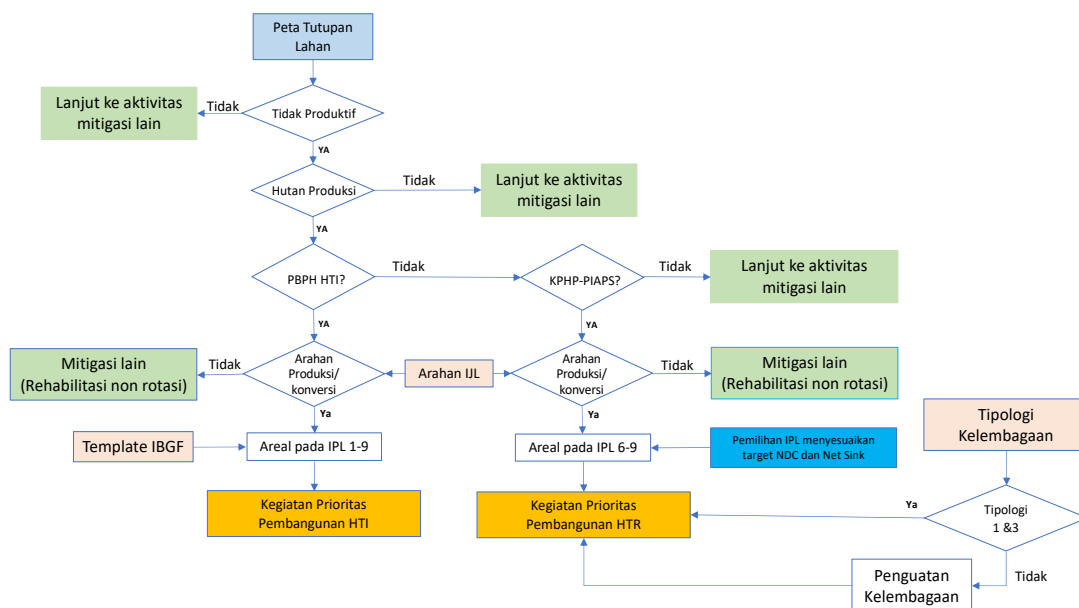 Peta Tutupan
Lahan
Lanjut ke aktivitas
mitigasi lain
Tidak
Tidak Produktif
YA
Hutan Produksi
Tidak
Lanjut ke aktivitas
mitigasi lain
YA
PBPH HTI?
Tidak
KPHP-PIAPS?
Tidak
Lanjut ke aktivitas
mitigasi lain
YA
YA
Mitigasi lain
(Rehabilitasi non rotasi)
Tidak
Arahan
Produksi/
konversi
Arahan IJL
Arahan
Produksi/
konversi
Tidak
Mitigasi lain
(Rehabilitasi non rotasi)
Ya
Ya
Template IBGF
Areal pada IPL 1-9
Areal pada IPL 6-9
Pemilihan IPL menyesuaikan
target NDC dan Net Sink
Tipologi
Kelembagaan
Kegiatan Prioritas
Pembangunan HTI
Kegiatan Prioritas
Pembangunan HTR
Ya
Tipologi
1 &3
Tidak
Penguatan
Kelembagaan